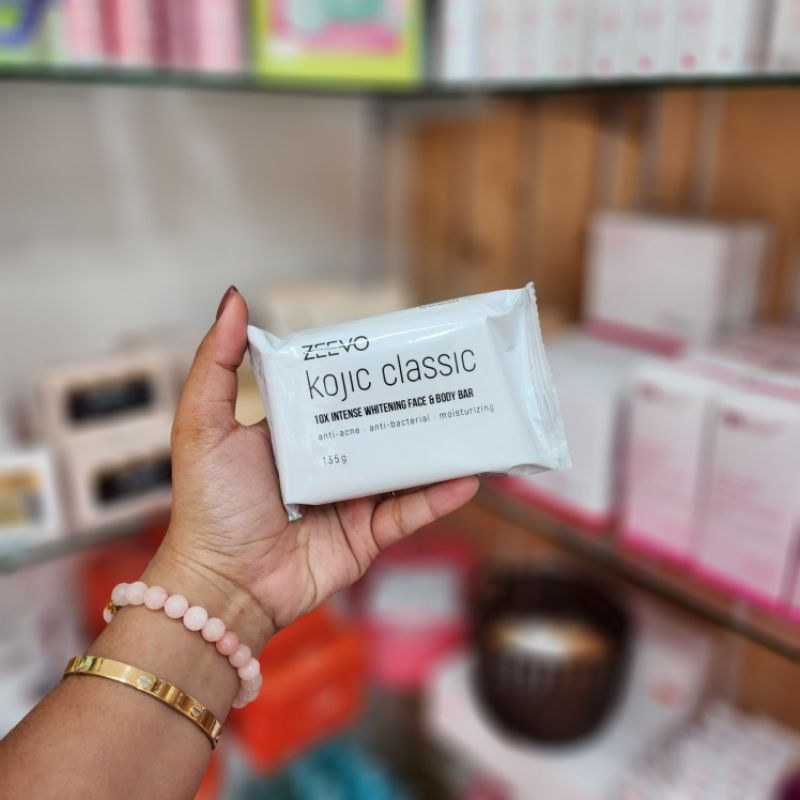 ZEEVO
kojic classic
10X INTENSE WHITENING FACE & BODY BAR
anti-acne · anti-bacterial · moisturizing
135g